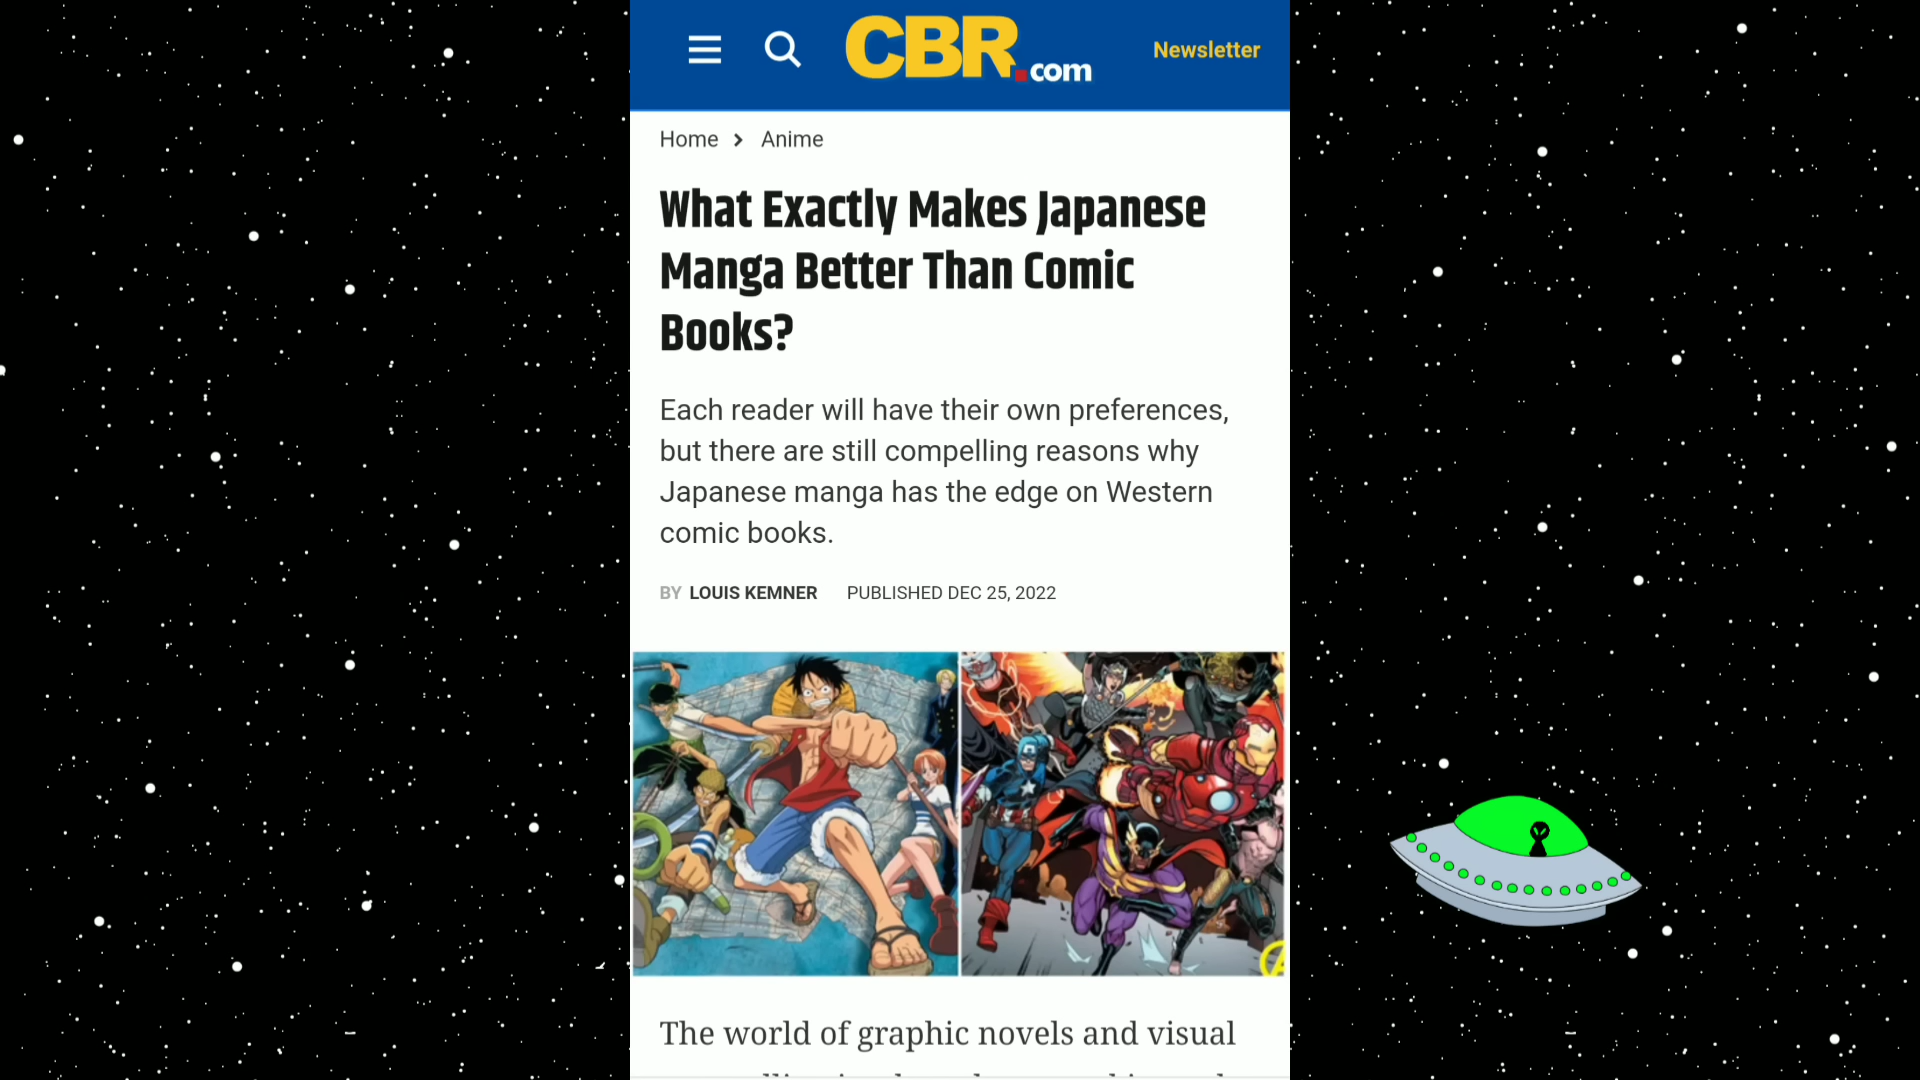 CBR.com
Newsletter
Home > Anime
What Exactly Makes Japanese
Manga Better Than Comic
Books?
Each reader will have their own preferences,
but there are still compelling reasons why
Japanese manga has the edge on Western
comic books.
BY LOUIS KEMNER PUBLISHED DEC 25, 2022
The world of graphic novels and visual